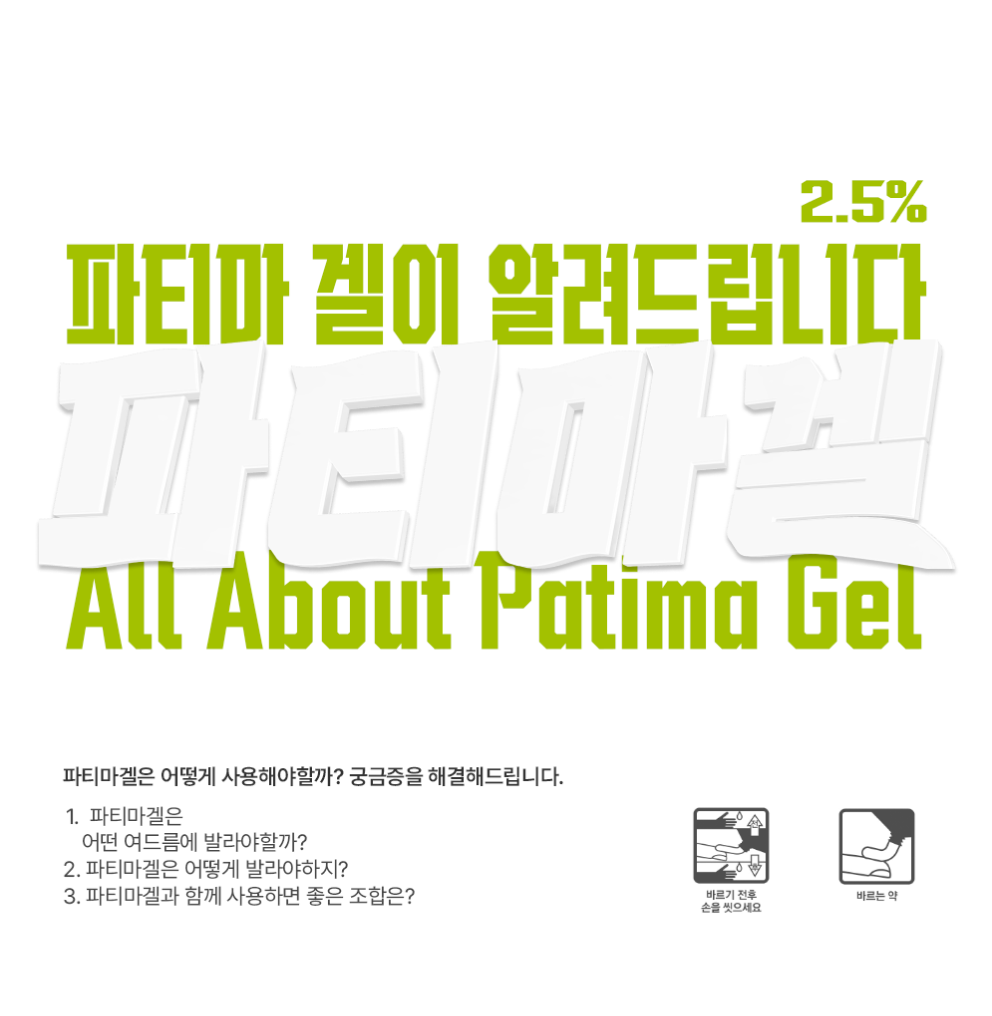 2.5%
파티마 겔이 알려드립니다
파티마겔
All About Patima Gel
파티마겔은 어떻게 사용해야할까? 궁금증을 해결해드립니다.
1. 파티마겔은
어떤 여드름에 발라야할까?
2. 파티마겔은 어떻게 발라야하지?
3. 파티마겔과 함께 사용하면 좋은 조합은?
바르기 전후
손을 씻으세요
바르는 약